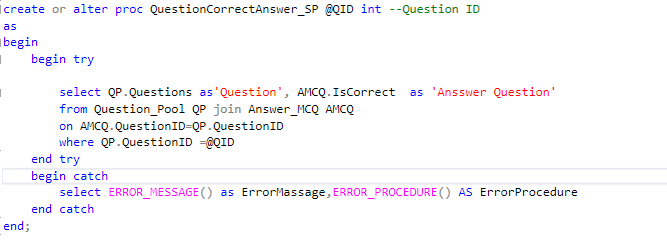 create or alter proc QuestionCorrectAnswer_SP @QID int --Question ID
as
begin
begin try
select QP.Questions as'Question', AMCQ.IsCorrect  as 'Ansswer Question'
from Question_Pool QP join Answer_MCQ AMCQ
on AMCQ.QuestionID=QP.QuestionID
where QP.QuestionID =@QID
end try
begin catch
select ERROR_MESSAGE() as ErrorMassage,ERROR_PROCEDURE() AS ErrorProcedure
end catch
end;